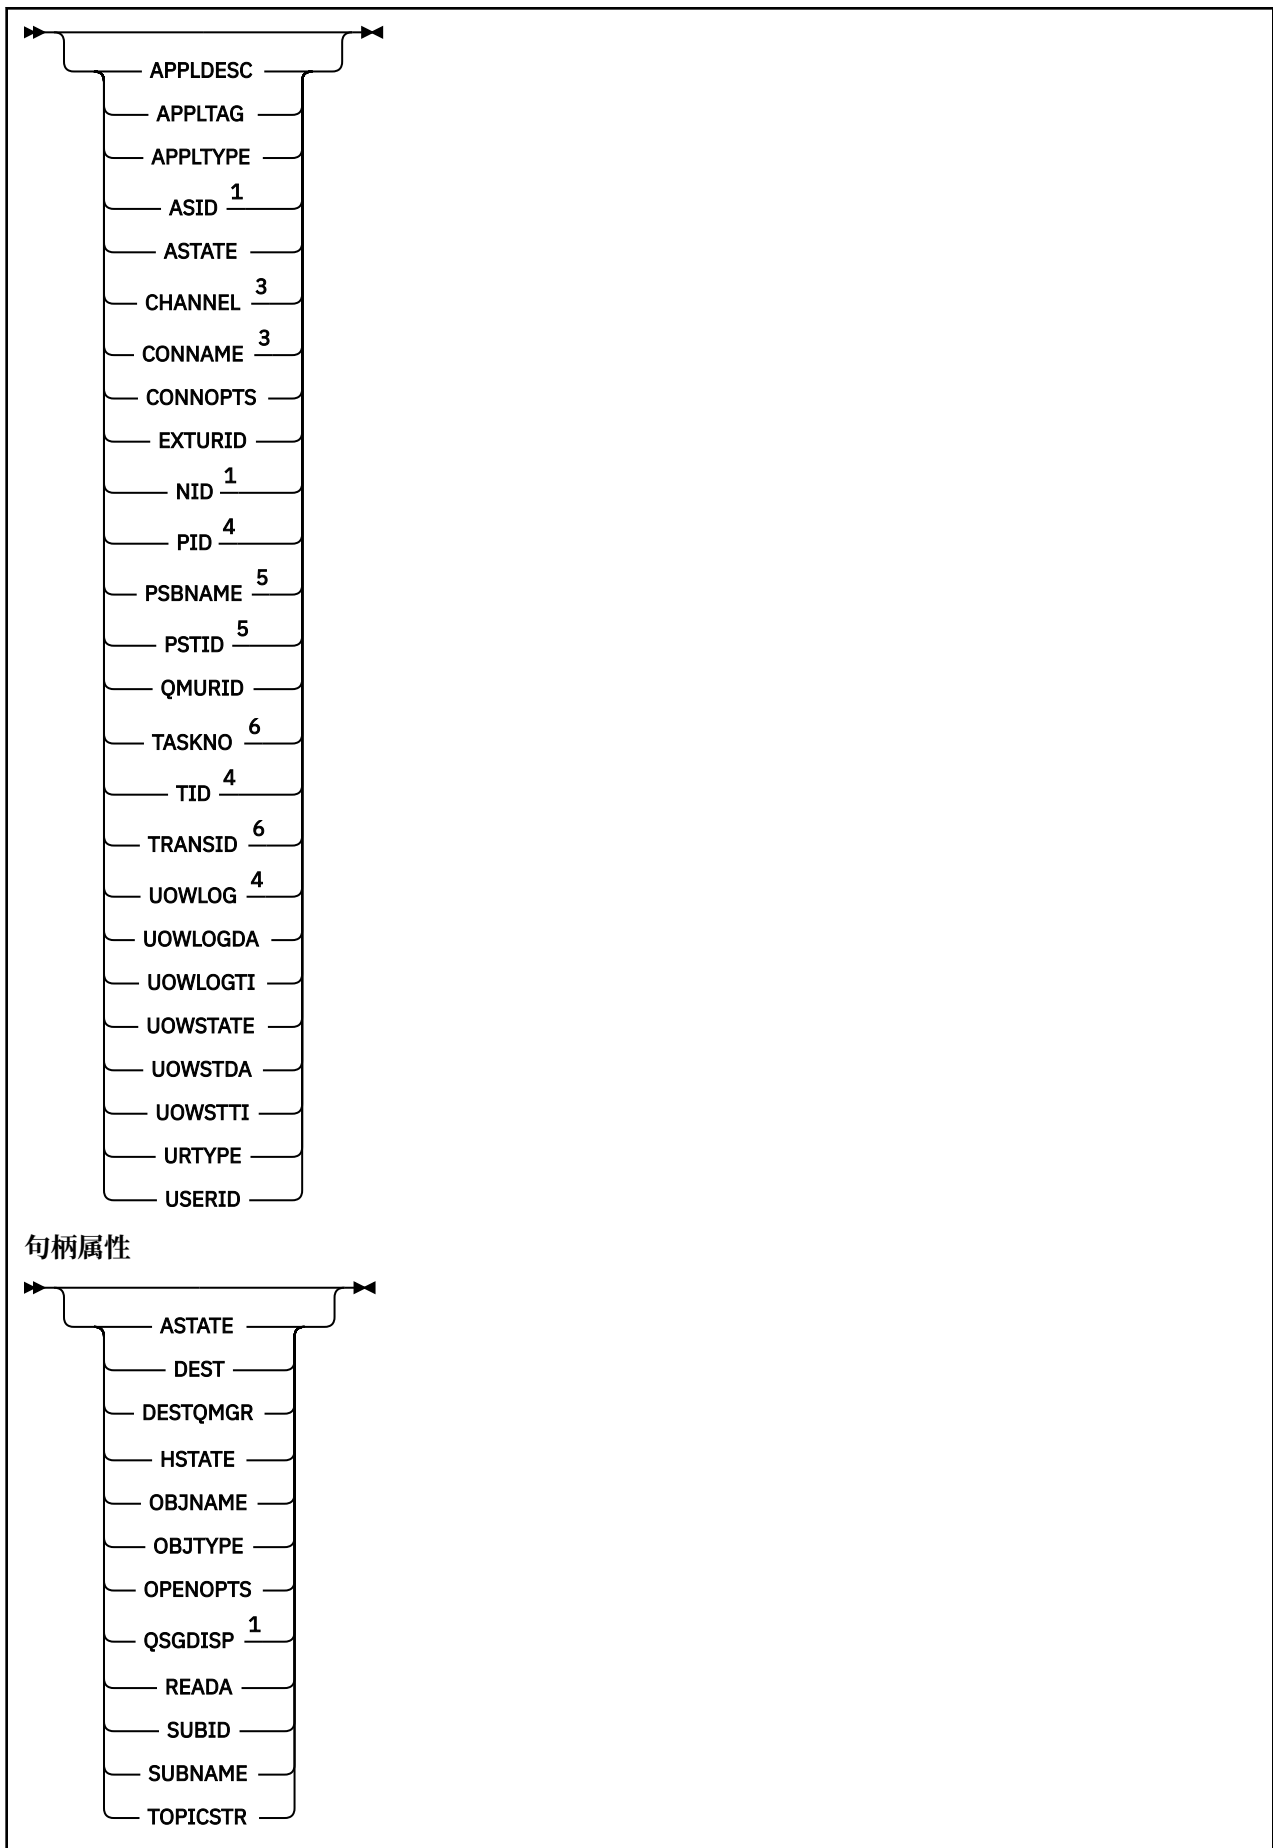 APPLDESC
APPLTAG
APPLTYPE
ASID 1
ASTATE
CHANNEL 3
CONNAME 3
CONNOPTS
EXTURID
NID 1
PID 4
PSBNAME 5
PSTID 5
QMURID
TASKNO 6
TID 4
TRANSID 6
UOWLOG 4
UOWLOGDA
UOWLOGTI
UOWSTATE
UOWSTDA
UOWSTTI
URTYPE
USERID
句柄属性
ASTATE
DEST
DESTQMGR
HSTATE
OBJNAME
OBJTYPE
OPENOPTS
QSGDISP 1
READA
SUBID
SUBNAME
TOPICSTR